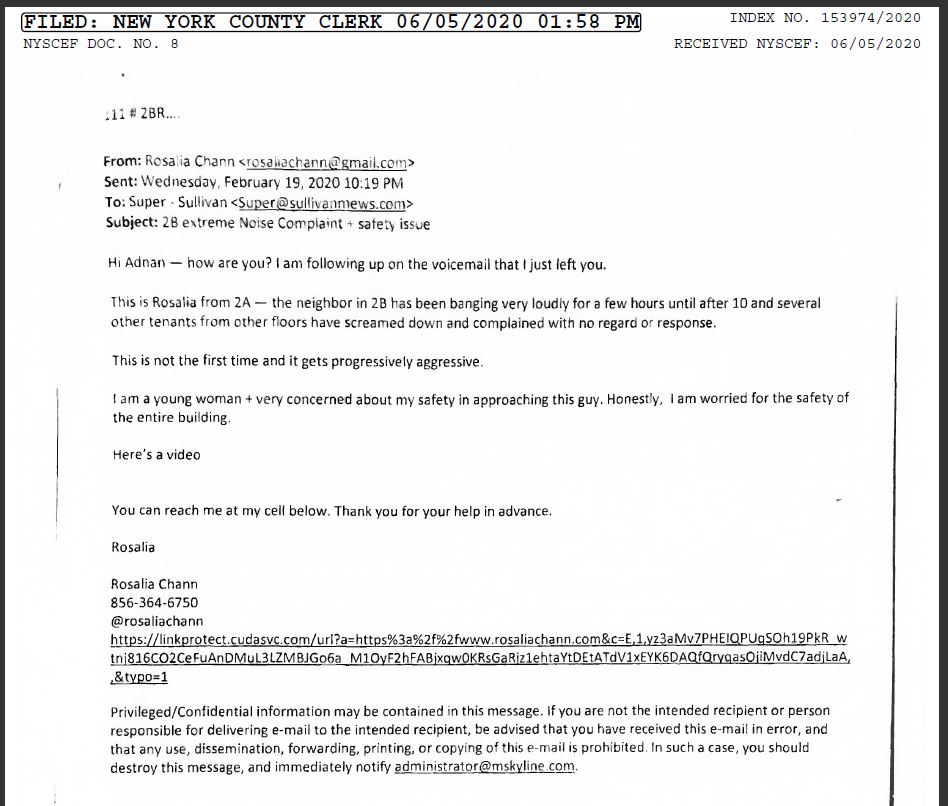 FILED: NEW YORK COUNTY CLERK 06/05/2020 01:58 PM
INDEX NO. 153974/2020
NYSCEF DOC. NO. 8
RECEIVED NYSCEF: 06/05/2020
11 # 2BR....
From: Rosalia Chann <rosaliachann@gmail.com>
Sent: Wednesday, February 19, 2020 10:19 PM
To: Super - Sullivan <Super@sullivanmews.com>
Subject: 2B extreme Noise Complaint + safety issue
Hi Adnan — how are you? I am following up on the voicemail that I just left you.
This is Rosalia from 2A — the neighbor in 2B has been banging very loudly for a few hours until after 10 and several
other tenants from other floors have screamed down and complained with no regard or response.
This is not the first time and it gets progressively aggressive.
I am a young woman + very concerned about my safety in approaching this guy. Honestly, I am worried for the safety of
the entire building.
Here's a video
You can reach me at my cell below. Thank you for your help in advance.
Rosalia
Rosalia Chann
856-364-6750
@rosaliachann
https://linkprotect.cudasvc.com/url?a=https%3a%2f%2fwww.rosaliachann.com&c=E,1,yz3aMv7PHEIQPUgSOh19PkR_w
tnj816CO2CeFuAnDMuL3LZMBJGo6a_M1OyF2hFABjxqw0KRsGaRjz1ehtaYtDEtATdV1xEYK6DAQfQryqasOjiMvdC7adjLaA,
,&typo=1
Privileged/Confidential information may be contained in this message. If you are not the intended recipient or person
responsible for delivering e-mail to the intended recipient, be advised that you have received this e-mail in error, and
that any use, dissemination, forwarding, printing, or copying of this e-mail is prohibited. In such a case, you should
destroy this message, and immediately notify administrator@mskyline.com.